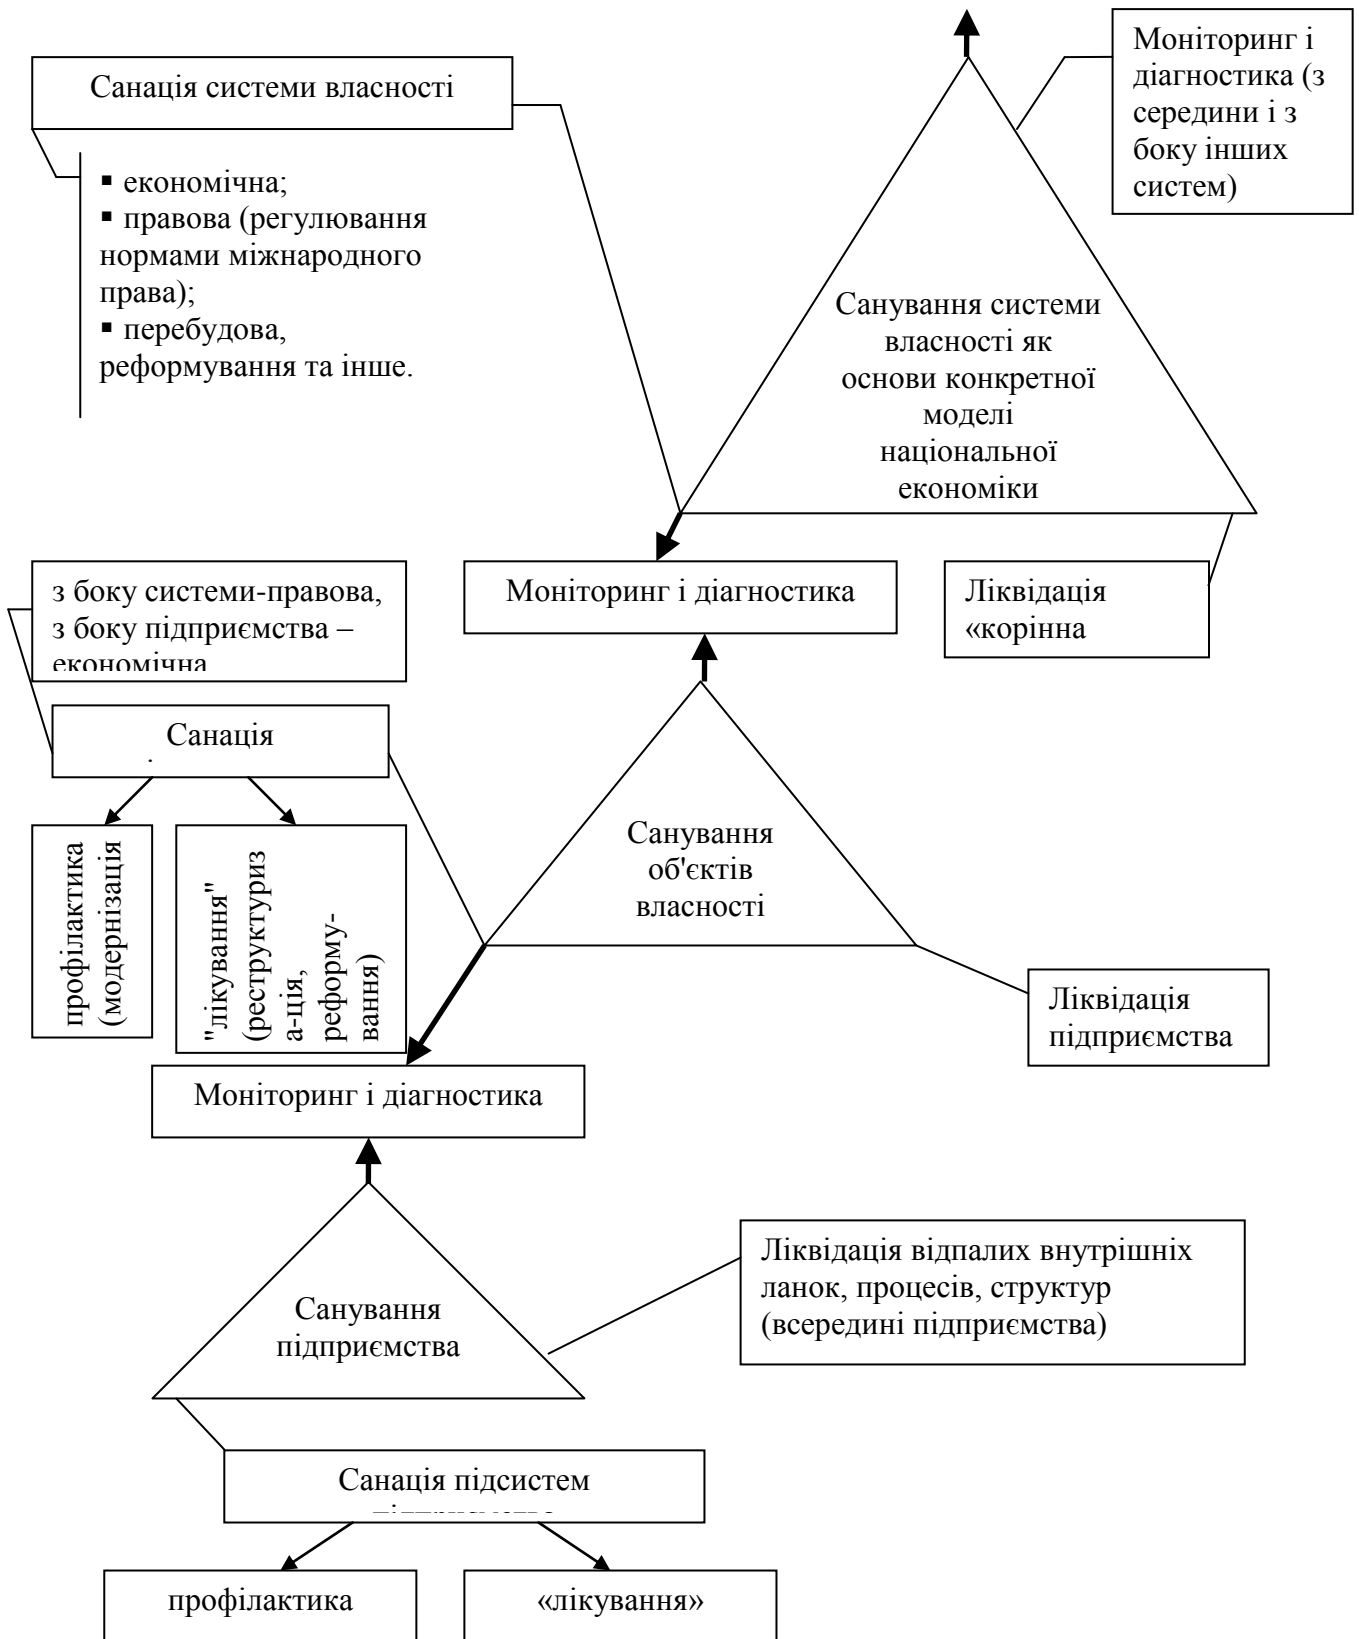 Санація системи власності
▪ економічна;
▪ правова (регулювання
нормами міжнародного
права);
▪ перебудова,
реформування та інше.
Моніторинг і
діагностика (з
середини і з
боку інших
систем)
Санування системи
власності як
основи конкретної
моделі
національної
економіки
з боку системи-правова,
з боку підприємства –
економічна
Моніторинг і діагностика
Ліквідація
«корінна
Санація
профілактика
(модернізація
"лікування"
(реструктуриз
а-ція,
реформу-
вання)
Санування
об'єктів
власності
Ліквідація
підприємства
Моніторинг і діагностика
Санування
підприємства
Ліквідація відпалих внутрішніх
ланок, процесів, структур
(всередині підприємства)
Санація підсистем
профілактика
«лікування»